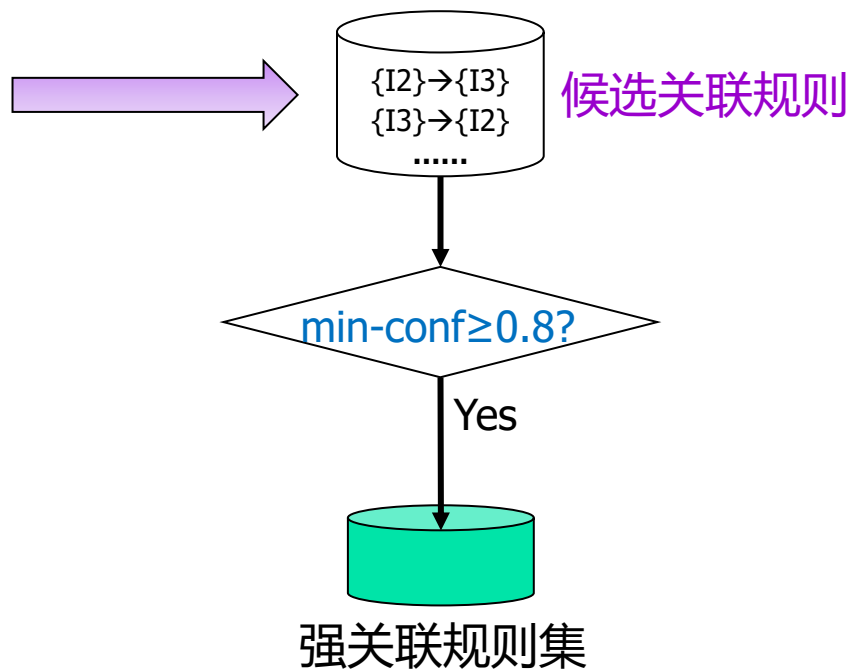 {I2}→{I3}
{I3}→{I2}
……
候选关联规则
min-conf≥0.8?
Yes
强关联规则集